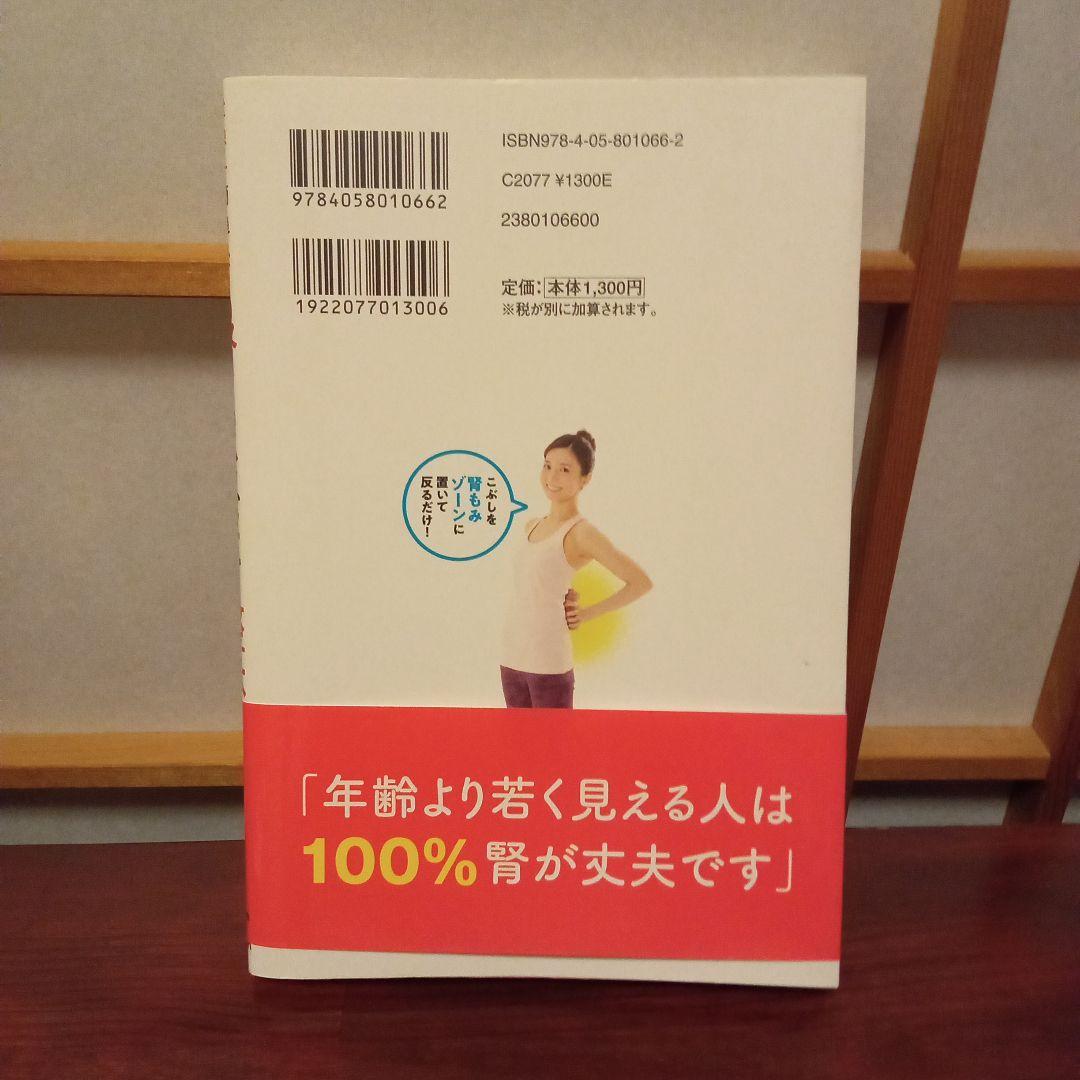 9784058010662
1922077013006
ISBN978-4-05-801066-2
C2077 ¥1300E
2380106600
定価：本体1,300円
※税が別に加算されます。
こぶしを
腎もみ
ゾーンに
置いて
反るだけ！
「年齢より若く見える人は
100%腎が丈夫です」